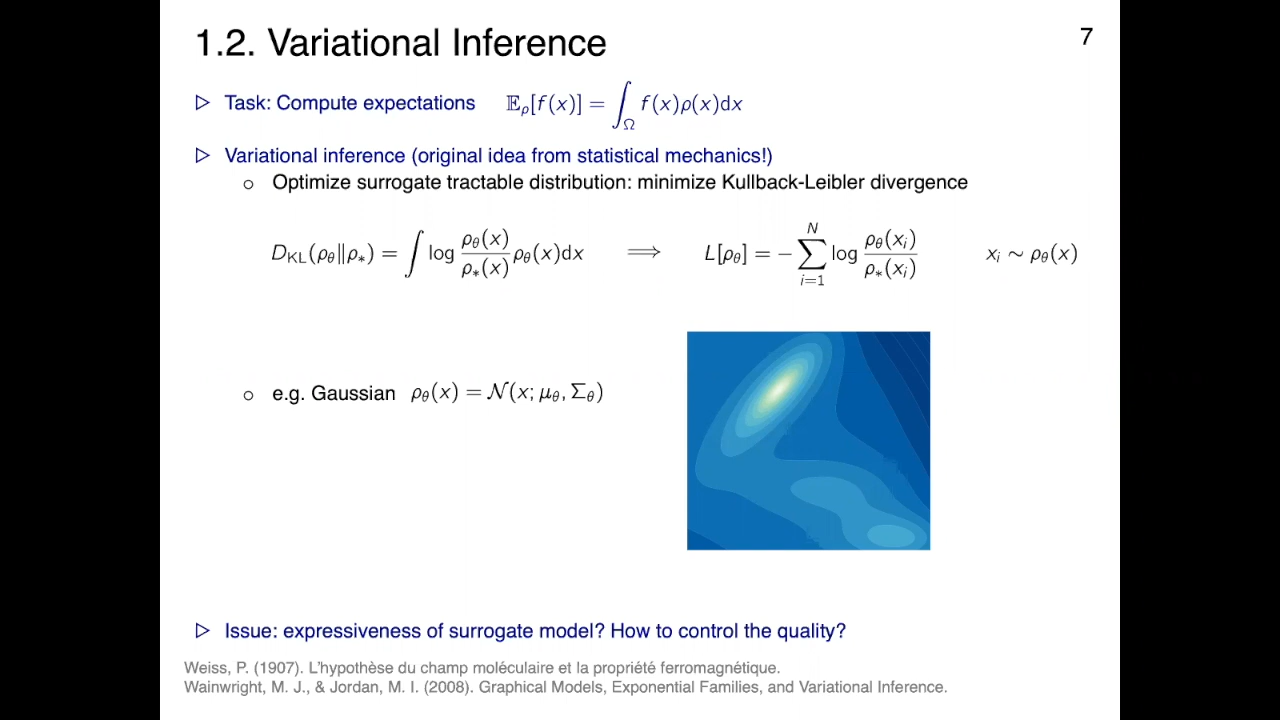 1.2. Variational Inference
7
▷ Task: Compute expectations 𝔼ρ[f(x)] = ∫Ω f(x)ρ(x)dx
▷ Variational inference (original idea from statistical mechanics!)
○ Optimize surrogate tractable distribution: minimize Kullback-Leibler divergence
D_KL(ρ_θ‖ρ_*) = ∫ log ρ_θ(x)/ρ_*(x) ρ_θ(x)dx ⟹ L[ρ_θ] = − ∑_{i=1}^{N} log ρ_θ(x_i)/ρ_*(x_i) x_i ∼ ρ_θ(x)
○ e.g. Gaussian ρ_θ(x) = 𝒩(x; μ_θ, Σ_θ)
▷ Issue: expressiveness of surrogate model? How to control the quality?
Weiss, P. (1907). L'hypothèse du champ moléculaire et la propriété ferromagnétique.
Wainwright, M. J., & Jordan, M. I. (2008). Graphical Models, Exponential Families, and Variational Inference.